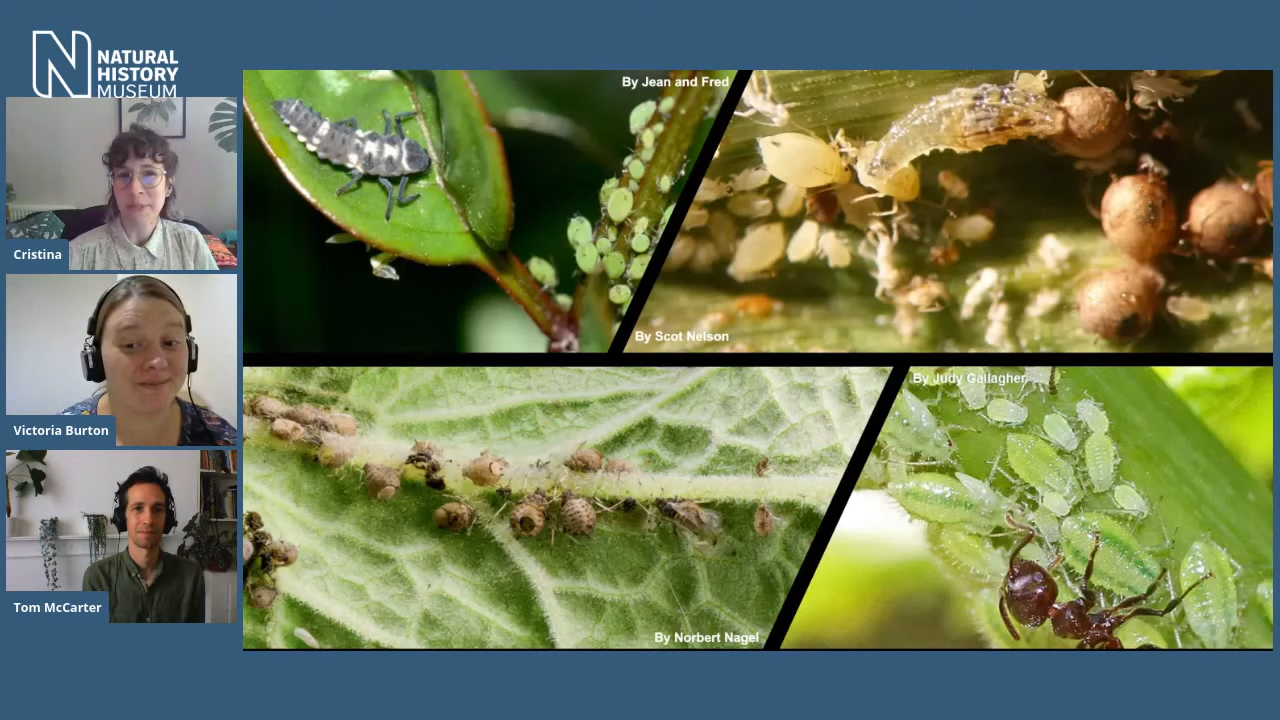 NATURAL
HISTORY
MUSEUM
Cristina
Victoria Burton
Tom McCarter
By Jean and Fred
By Scot Nelson
By Norbert Nagel
By Judy Gallagher